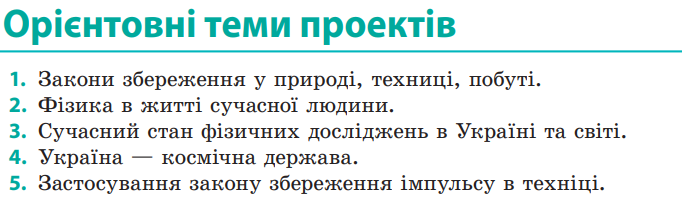 Орієнтовні теми проектів
1. Закони збереження у природі, техниці, побуті.
2. Фізика в житті сучасної людини.
3. Сучасний стан фізичних досліджень в Україні та світі.
4. Україна — космічна держава.
5. Застосування закону збереження імпульсу в техніці.